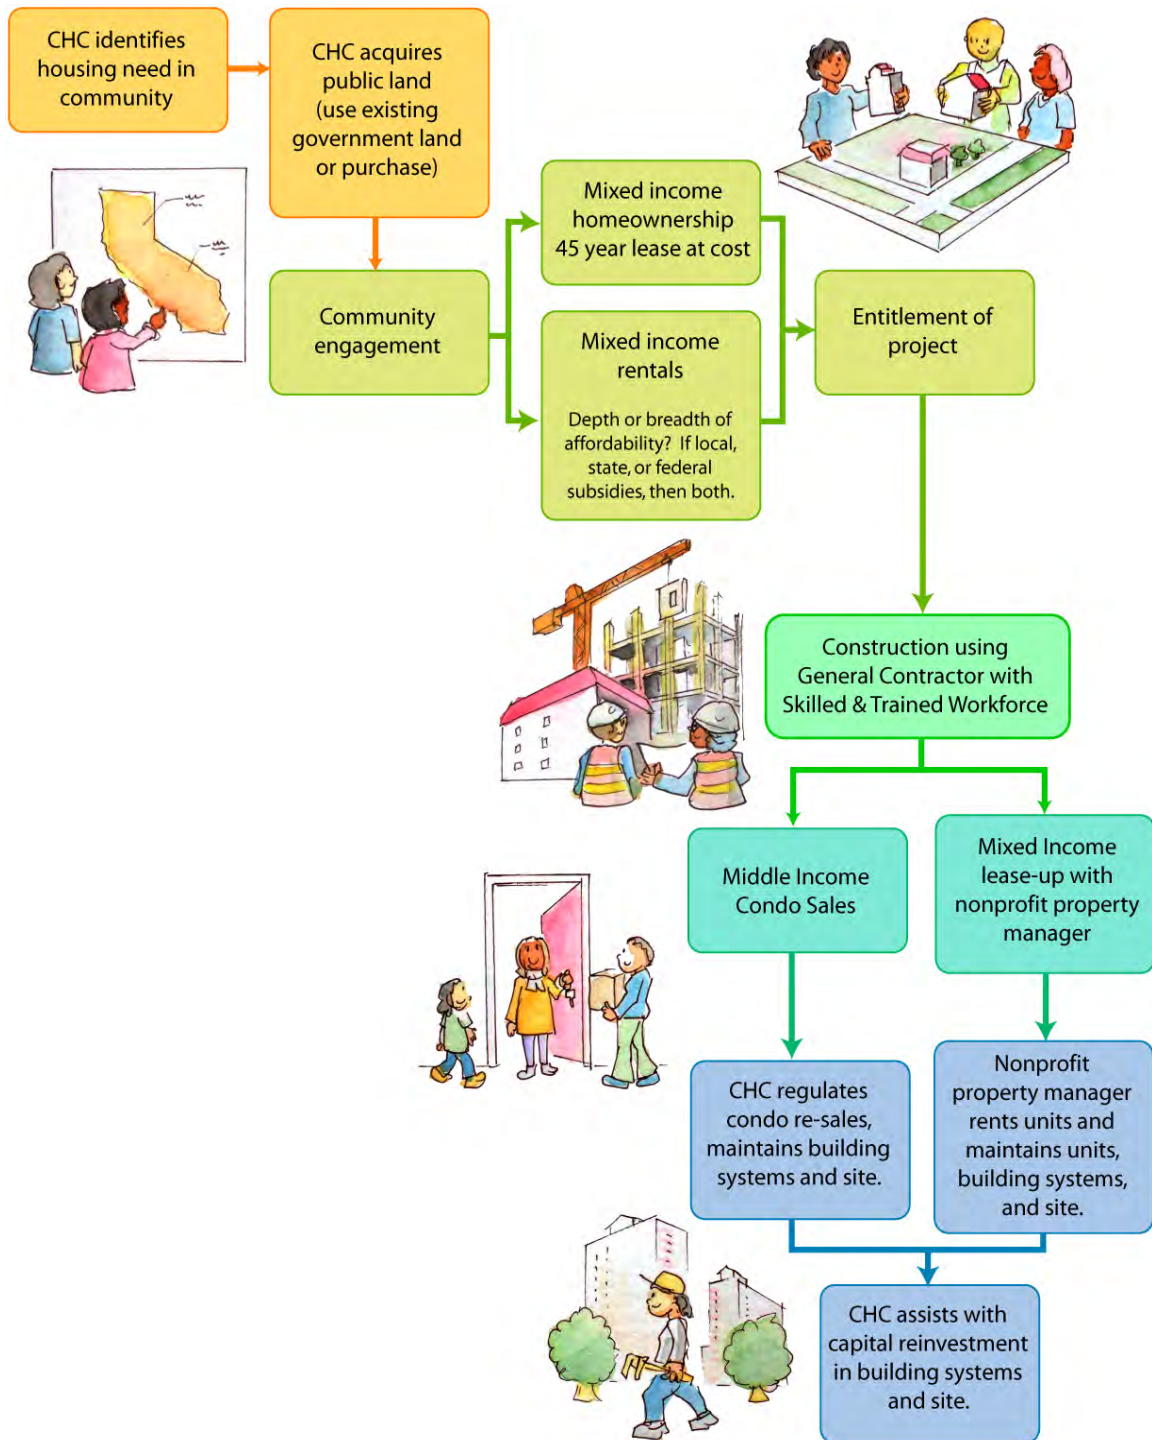 CHC identifies
housing need in
community
CHC acquires
public land
(use existing
government land
or purchase)
Community
engagement
Mixed income
homeownership
45 year lease at cost
Mixed income
rentals
Depth or breadth of
affordability? If local,
state, or federal
subsidies, then both.
Entitlement of
project
Construction using
General Contractor with
Skilled & Trained Workforce
Middle Income
Condo Sales
Mixed Income
lease-up with
nonprofit property
manager
CHC regulates
condo re-sales,
maintains building
systems and site.
Nonprofit
property manager
rents units and
maintains units,
building systems,
and site.
CHC assists with
capital reinvestment
in building systems
and site.